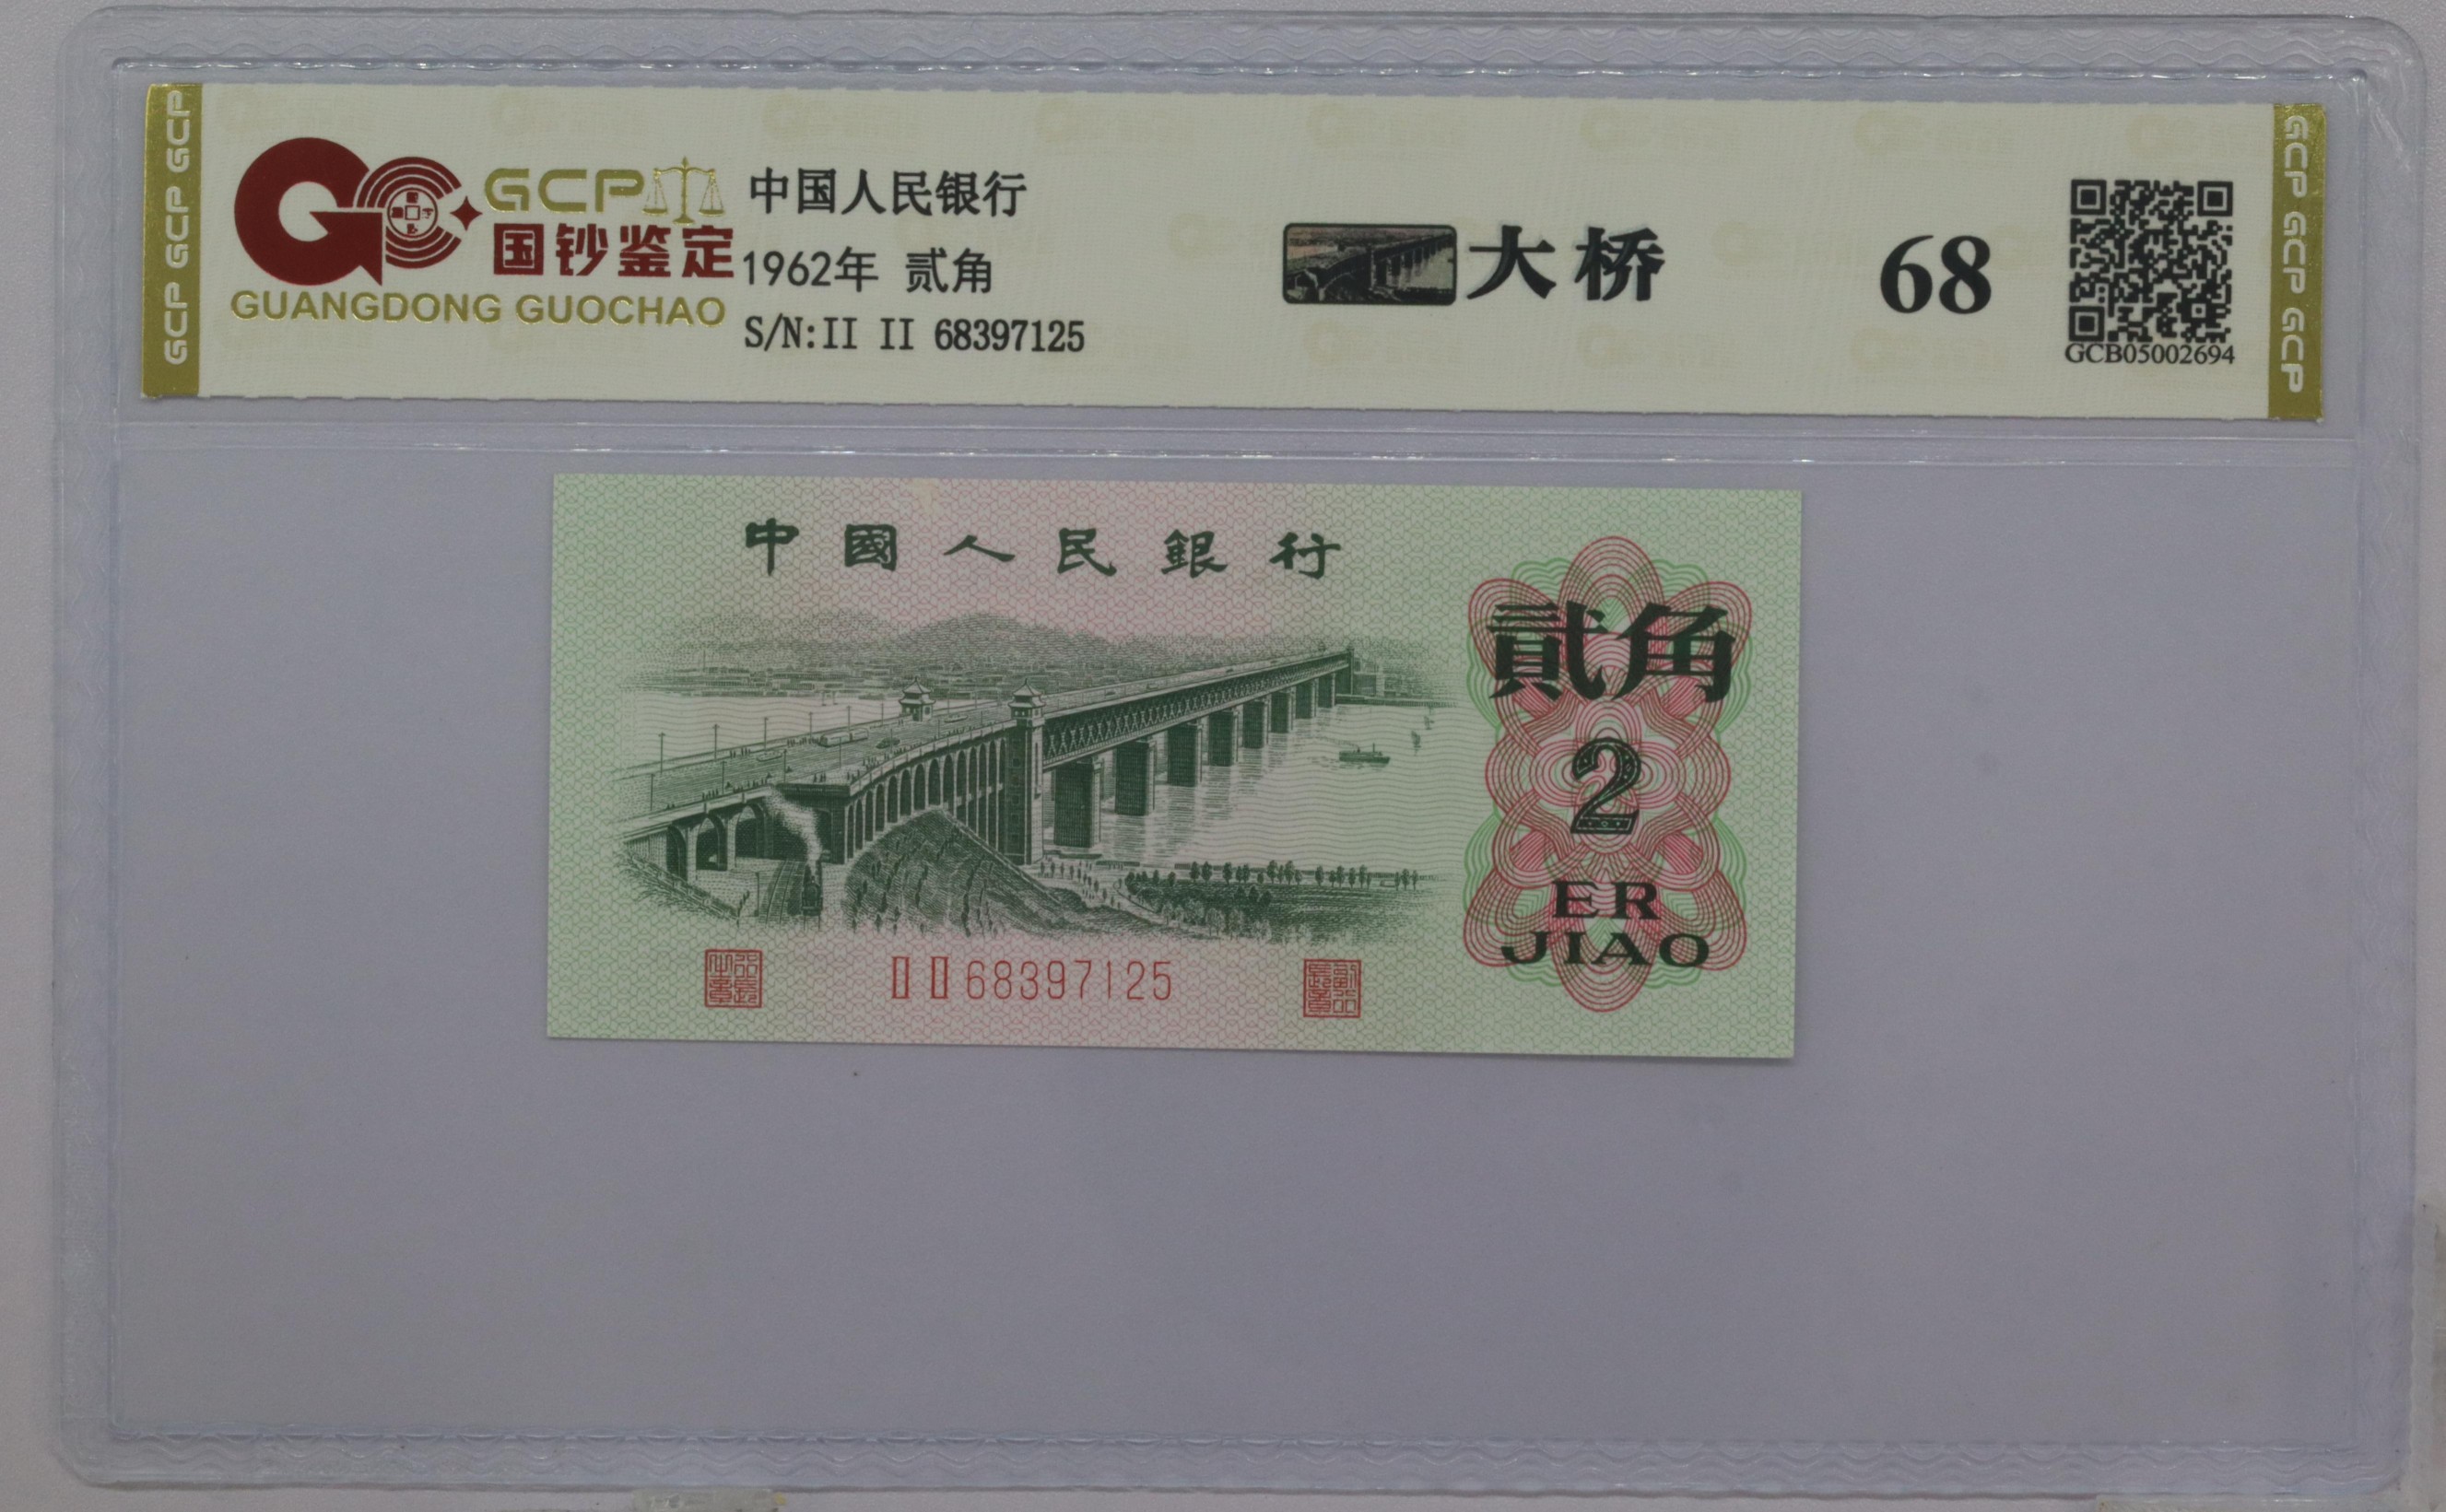 GCP GCP GCP
GCP
国钞鉴定
GUANGDONG GUOCHAO
中国人民银行
1962年 贰角
S/N:II II 68397125
大桥
68
GCB05002694
GCP GCP GCP
中國人民銀行
貳角
2
ER
JIAO
II II 68397125